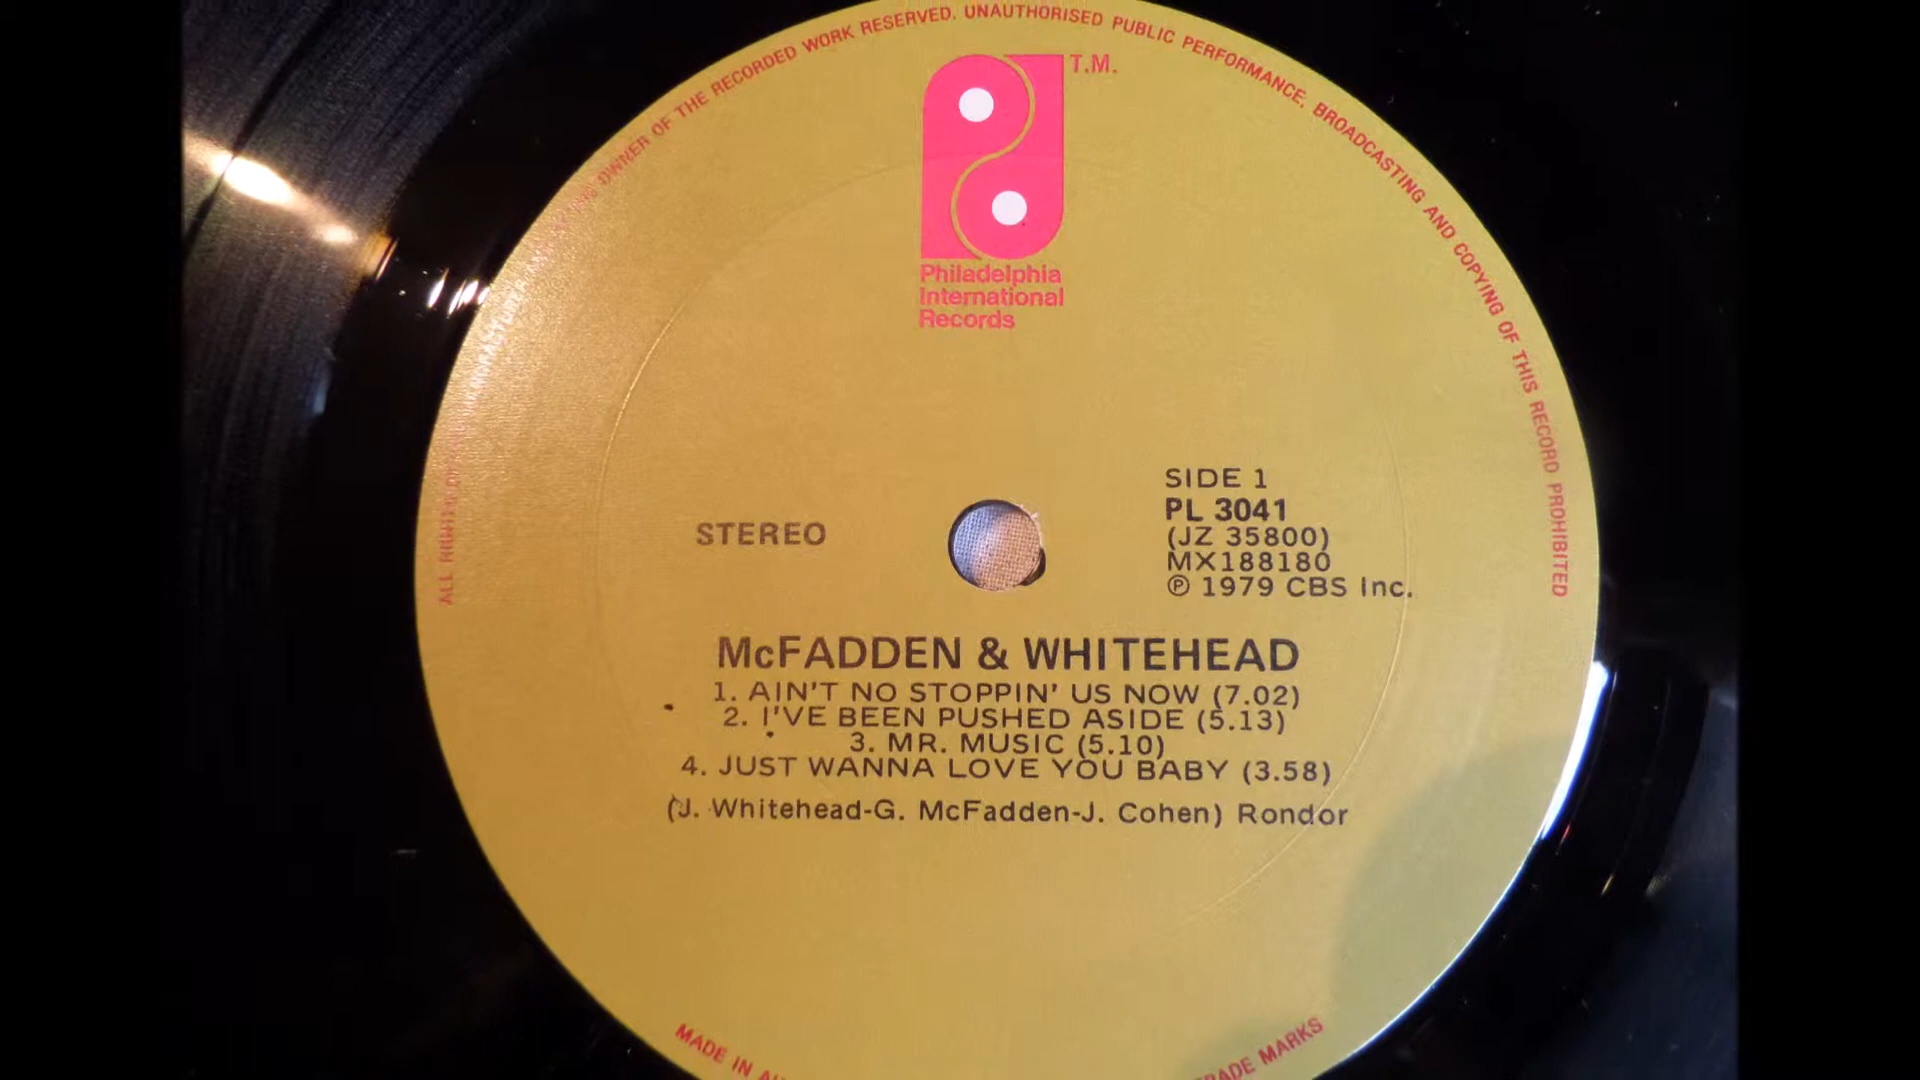 OWNER OF THE RECORDED WORK RESERVED. UNAUTHORISED PUBLIC PERFORMANCE, BROADCASTING AND COPYING OF THIS RECORD PROHIBITED
T.M.
Philadelphia
International
Records
STEREO
SIDE 1
PL 3041
(JZ 35800)
MX188180
℗ 1979 CBS Inc.
McFADDEN & WHITEHEAD
1. AIN'T NO STOPPIN' US NOW (7.02)
2. I'VE BEEN PUSHED ASIDE (5.13)
3. MR. MUSIC (5.10)
4. JUST WANNA LOVE YOU BABY (3.58)
(J. Whitehead-G. McFadden-J. Cohen) Rondor
MADE IN
MARKS